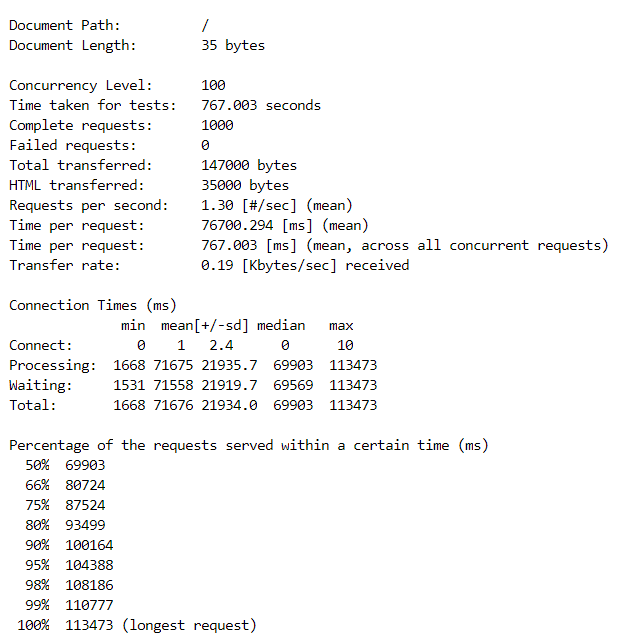 Document Path: /
Document Length: 35 bytes
Concurrency Level: 100
Time taken for tests: 767.003 seconds
Complete requests: 1000
Failed requests: 0
Total transferred: 147000 bytes
HTML transferred: 35000 bytes
Requests per second: 1.30 [#/sec] (mean)
Time per request: 76700.294 [ms] (mean)
Time per request: 767.003 [ms] (mean, across all concurrent requests)
Transfer rate: 0.19 [Kbytes/sec] received
Connection Times (ms)
min mean[+/-sd] median max
Connect: 0 1 2.4 0 10
Processing: 1668 71675 21935.7 69903 113473
Waiting: 1531 71558 21919.7 69569 113473
Total: 1668 71676 21934.0 69903 113473
Percentage of the requests served within a certain time (ms)
50% 69903
66% 80724
75% 87524
80% 93499
90% 100164
95% 104388
98% 108186
99% 110777
100% 113473 (longest request)